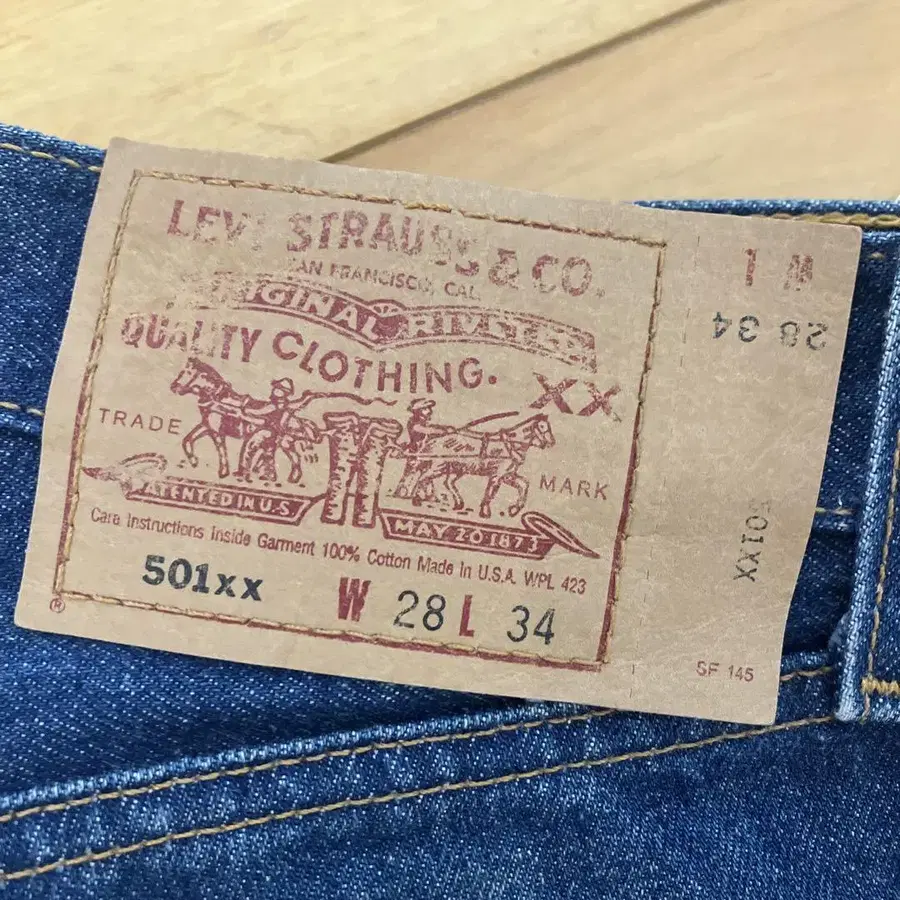 LEVI STRAUSS & CO.
SAN FRANCISCO, CAL.
ORIGINAL RIVETED
QUALITY CLOTHING.
XX
TRADE MARK
PATENTED IN U.S.
MAY 20 1873
Care Instructions Inside Garment 100% Cotton Made In U.S.A. WPL 423
501xx W 28 L 34
®
28 34
501XX
SF 145